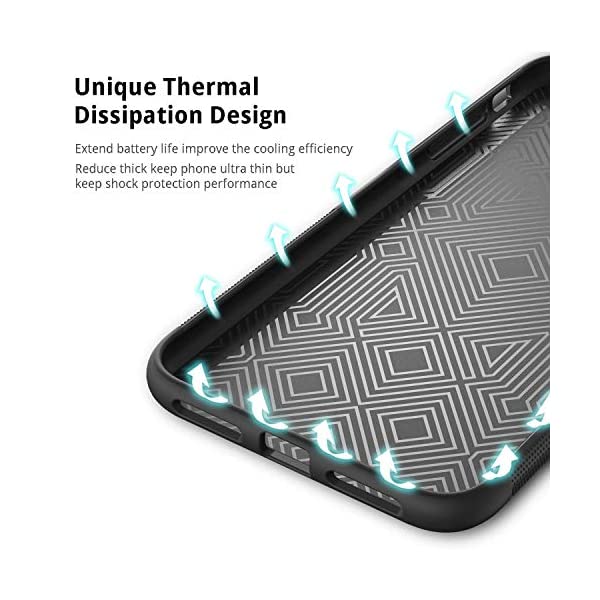 Unique Thermal
Dissipation Design
Extend battery life improve the cooling efficiency
Reduce thick keep phone ultra thin but
keep shock protection performance